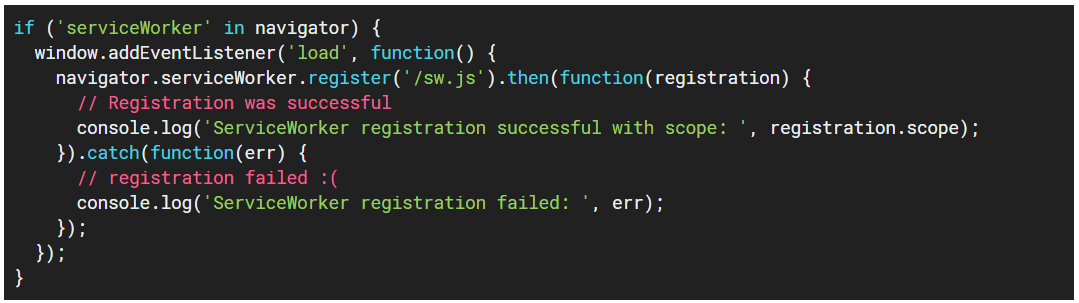 if ('serviceWorker' in navigator) {
  window.addEventListener('load', function() {
    navigator.serviceWorker.register('/sw.js').then(function(registration) {
      // Registration was successful
      console.log('ServiceWorker registration successful with scope: ', registration.scope);
    }).catch(function(err) {
      // registration failed :(
      console.log('ServiceWorker registration failed: ', err);
    });
  });
}